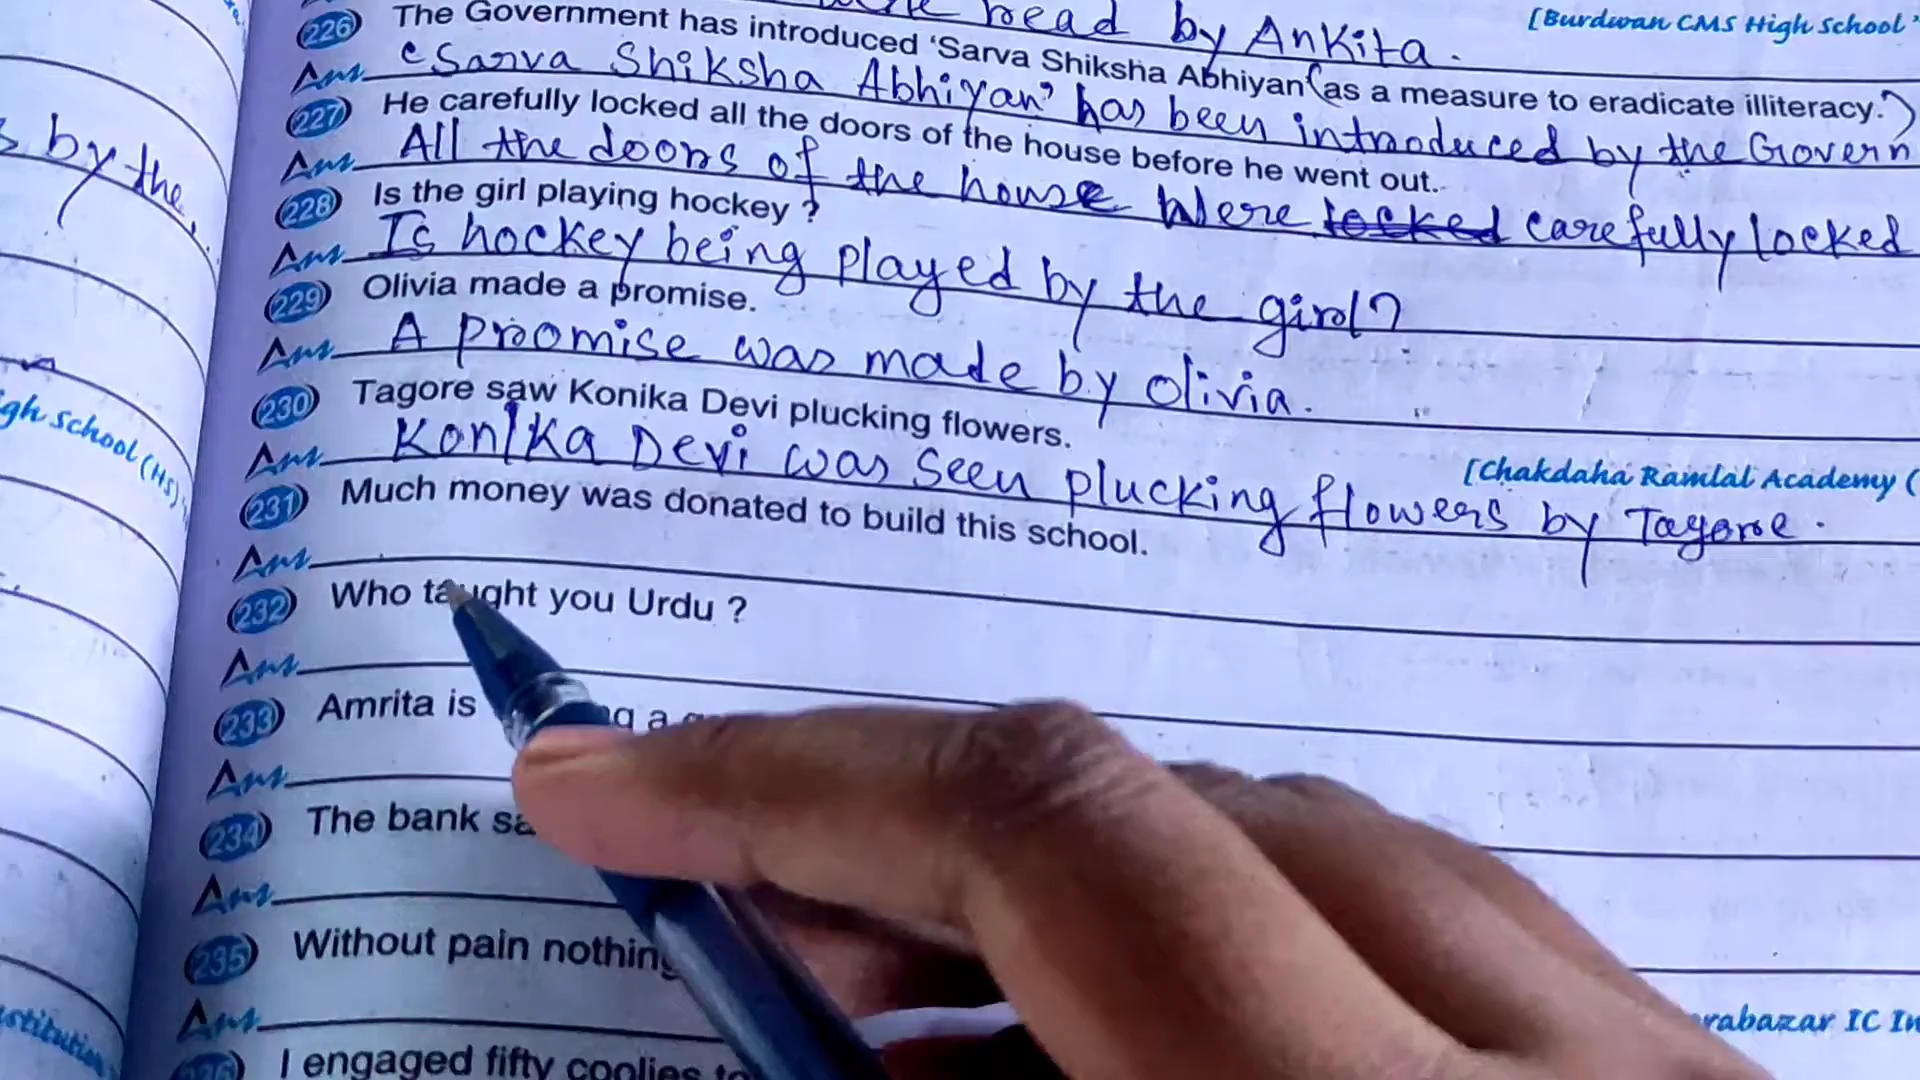 read by Ankita.
[Burdwan CMS High School
226 The Government has introduced ‘Sarva Shiksha Abhiyan (as a measure to eradicate illiteracy.)
Ans ‘Sarva Shiksha Abhiyan’ has been introduced by the Govern
227 He carefully locked all the doors of the house before he went out.
Ans All the doors of the house were locked carefully locked
228 Is the girl playing hockey ?
Ans Is hockey being played by the girl?
229 Olivia made a promise.
Ans A promise was made by Olivia.
230 Tagore saw Konika Devi plucking flowers.
[Chakdaha Ramlal Academy (
Ans Konika Devi was seen plucking flowers by Tagore.
231 Much money was donated to build this school.
Ans
232 Who taught you Urdu ?
Ans
233 Amrita is
Ans
234 The bank
Ans
235 Without pain
Ans
rabazar IC In
I engaged fifty coolies
by the
gh School (HS)